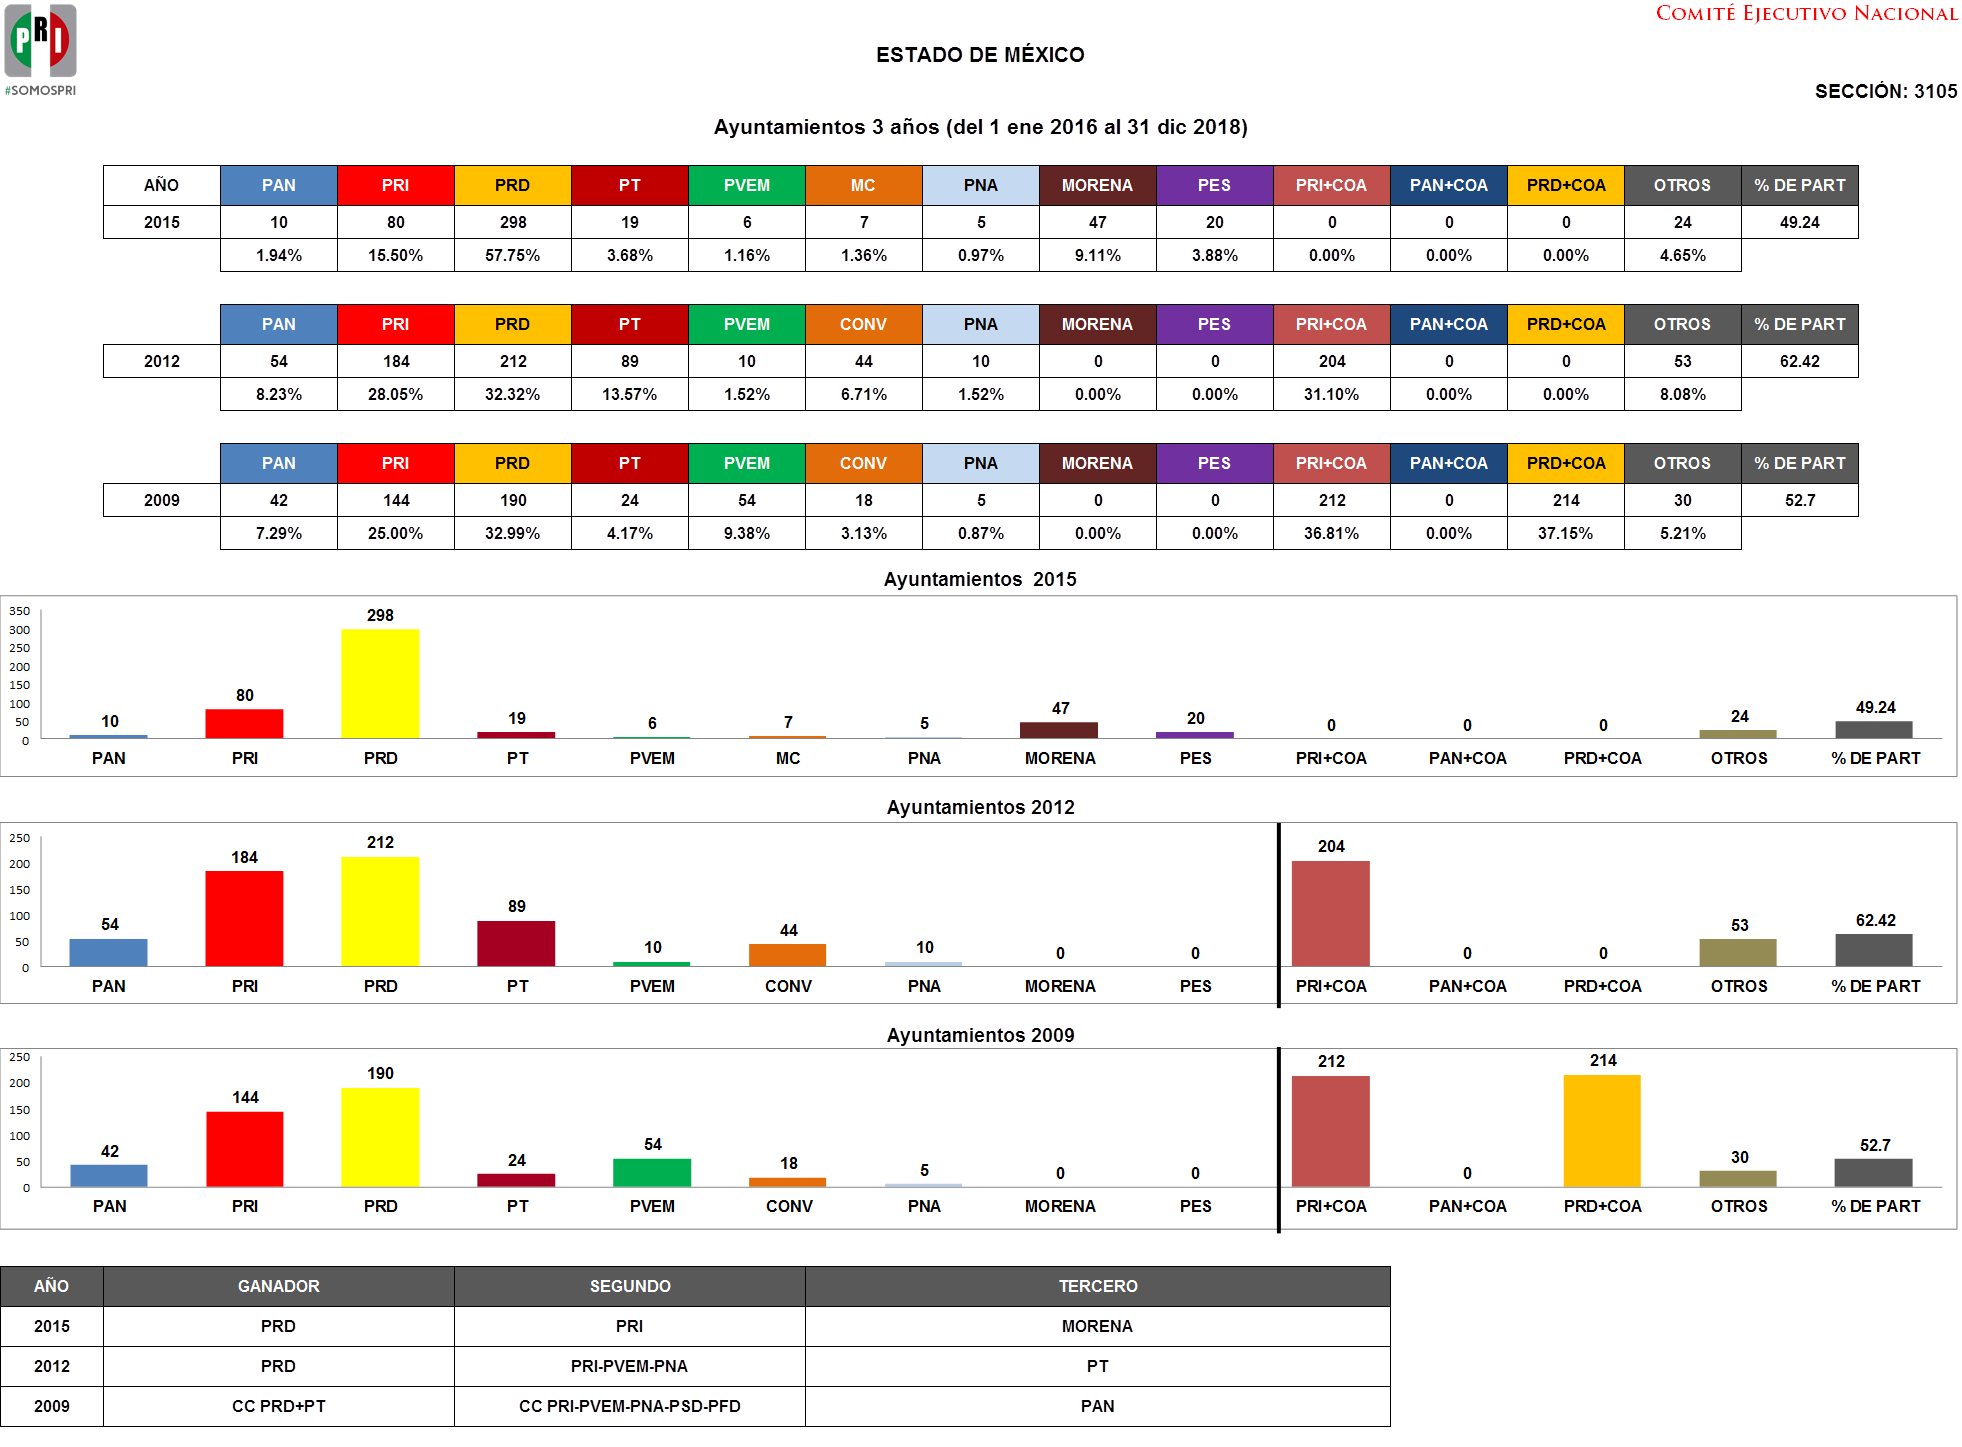 PRI
#SOMOSPRI
COMITÉ EJECUTIVO NACIONAL
ESTADO DE MÉXICO
SECCIÓN: 3105
Ayuntamientos 3 años (del 1 ene 2016 al 31 dic 2018)
AÑO PAN PRI PRD PT PVEM MC PNA MORENA PES PRI+COA PAN+COA PRD+COA OTROS % DE PART
2015 10 80 298 19 6 7 5 47 20 0 0 0 24 49.24
1.94% 15.50% 57.75% 3.68% 1.16% 1.36% 0.97% 9.11% 3.88% 0.00% 0.00% 0.00% 4.65%
PAN PRI PRD PT PVEM CONV PNA MORENA PES PRI+COA PAN+COA PRD+COA OTROS % DE PART
2012 54 184 212 89 10 44 10 0 0 204 0 0 53 62.42
8.23% 28.05% 32.32% 13.57% 1.52% 6.71% 1.52% 0.00% 0.00% 31.10% 0.00% 0.00% 8.08%
PAN PRI PRD PT PVEM CONV PNA MORENA PES PRI+COA PAN+COA PRD+COA OTROS % DE PART
2009 42 144 190 24 54 18 5 0 0 212 0 214 30 52.7
7.29% 25.00% 32.99% 4.17% 9.38% 3.13% 0.87% 0.00% 0.00% 36.81% 0.00% 37.15% 5.21%
Ayuntamientos 2015
350
300
250
200
150
100
50
0
10 80 298 19 6 7 5 47 20 0 0 0 24 49.24
PAN PRI PRD PT PVEM MC PNA MORENA PES PRI+COA PAN+COA PRD+COA OTROS % DE PART
Ayuntamientos 2012
250
200
150
100
50
0
54 184 212 89 10 44 10 0 0 204 0 0 53 62.42
PAN PRI PRD PT PVEM CONV PNA MORENA PES PRI+COA PAN+COA PRD+COA OTROS % DE PART
Ayuntamientos 2009
250
200
150
100
50
0
42 144 190 24 54 18 5 0 0 212 0 214 30 52.7
PAN PRI PRD PT PVEM CONV PNA MORENA PES PRI+COA PAN+COA PRD+COA OTROS % DE PART
AÑO GANADOR SEGUNDO TERCERO
2015 PRD PRI MORENA
2012 PRD PRI-PVEM-PNA PT
2009 CC PRD+PT CC PRI-PVEM-PNA-PSD-PFD PAN